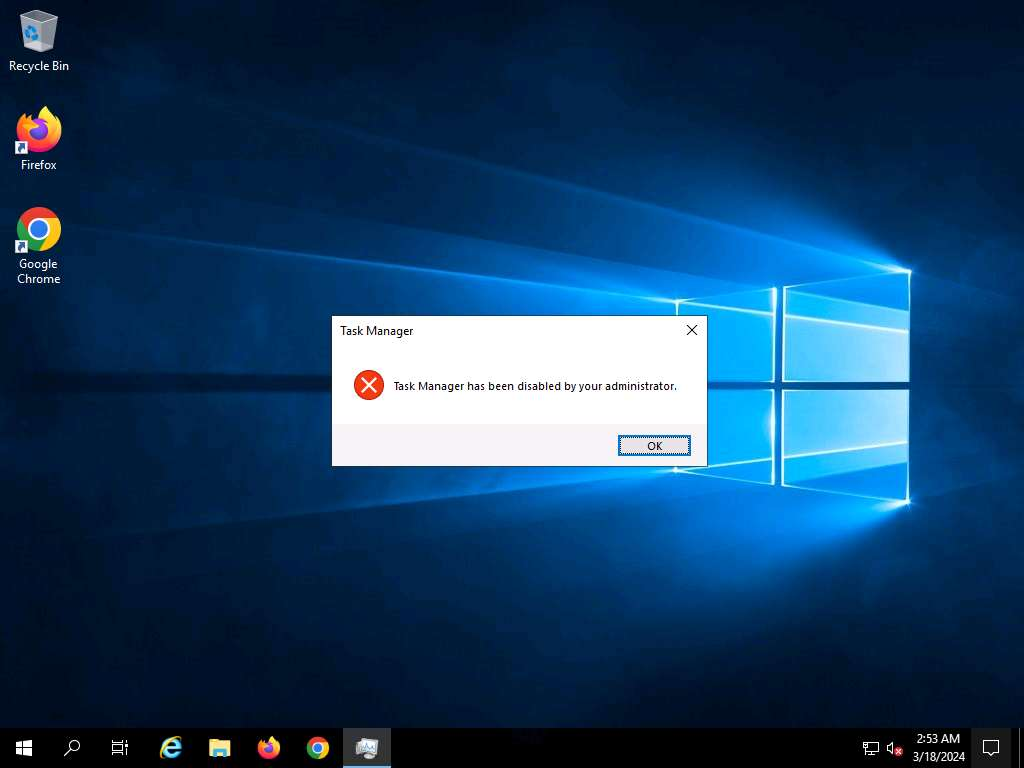 Recycle Bin
Firefox
Google
Chrome
Task Manager
Task Manager has been disabled by your administrator.
OK
2:53 AM
3/18/2024